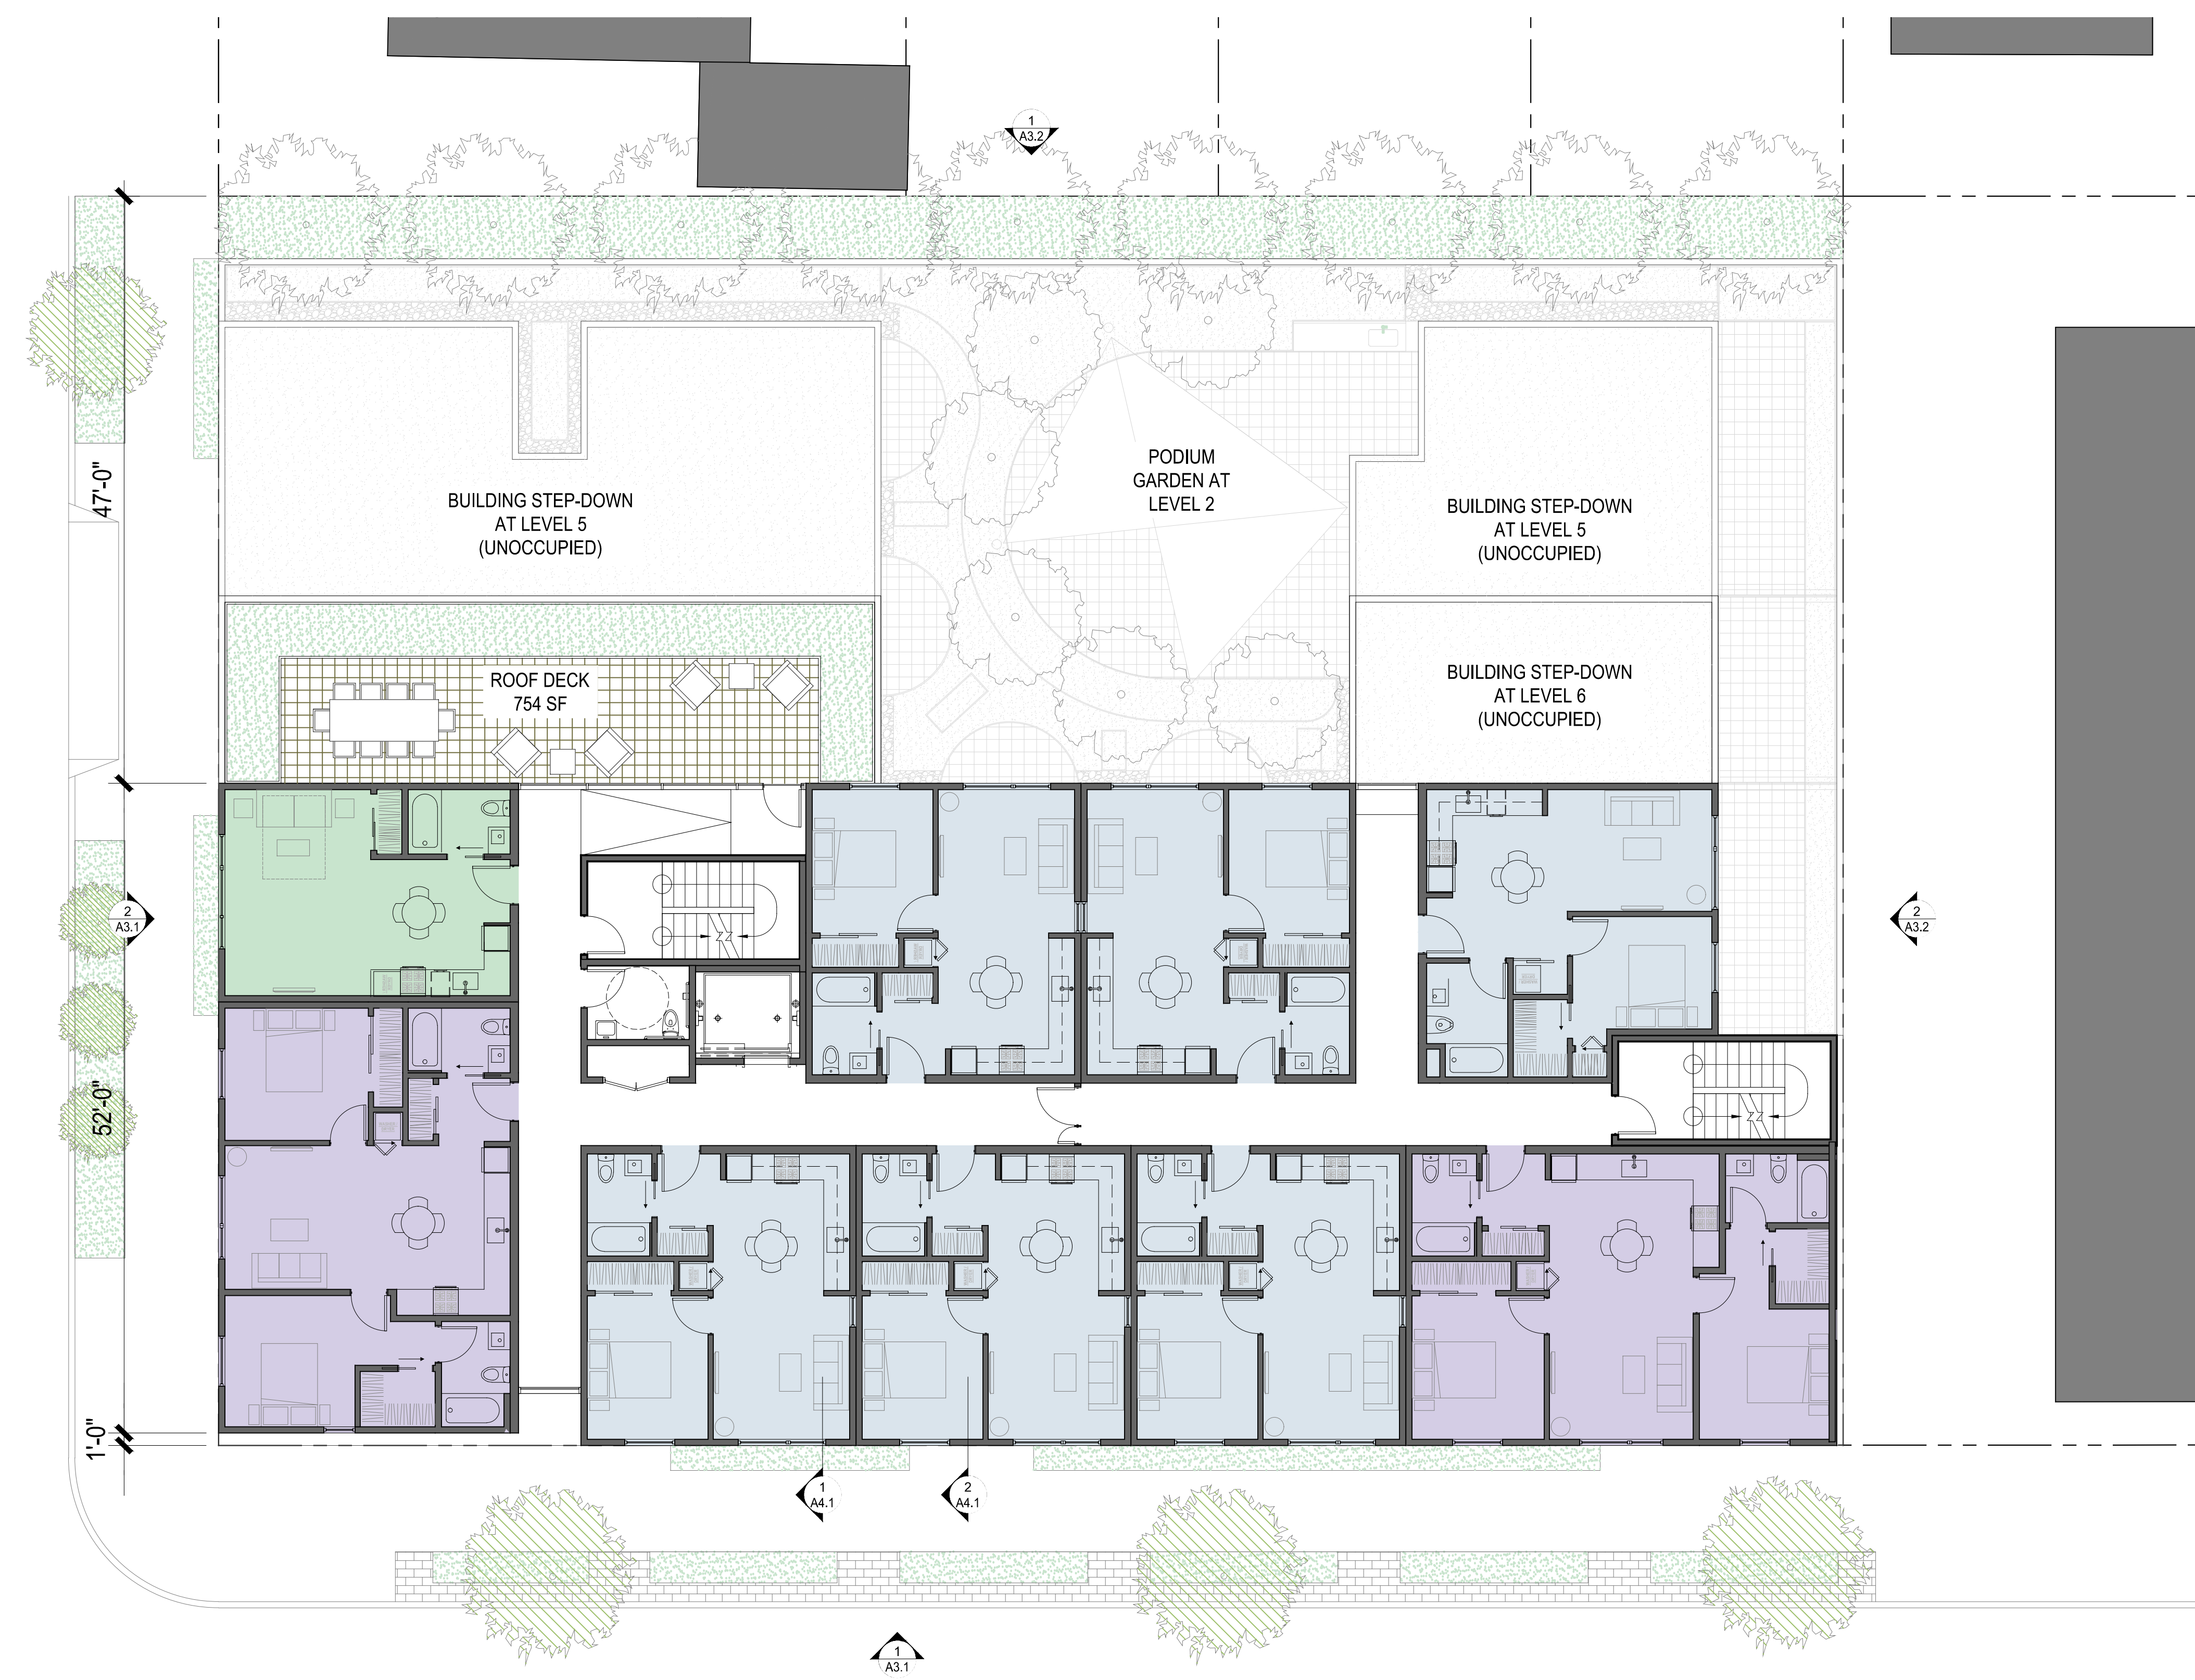 1
A3.2
47'-0"
BUILDING STEP-DOWN
AT LEVEL 5
(UNOCCUPIED)
PODIUM
GARDEN AT
LEVEL 2
BUILDING STEP-DOWN
AT LEVEL 5
(UNOCCUPIED)
ROOF DECK
754 SF
BUILDING STEP-DOWN
AT LEVEL 6
(UNOCCUPIED)
2
A3.1
2
A3.2
52'-0"
1'-0"
1
A4.1
2
A4.1
1
A3.1